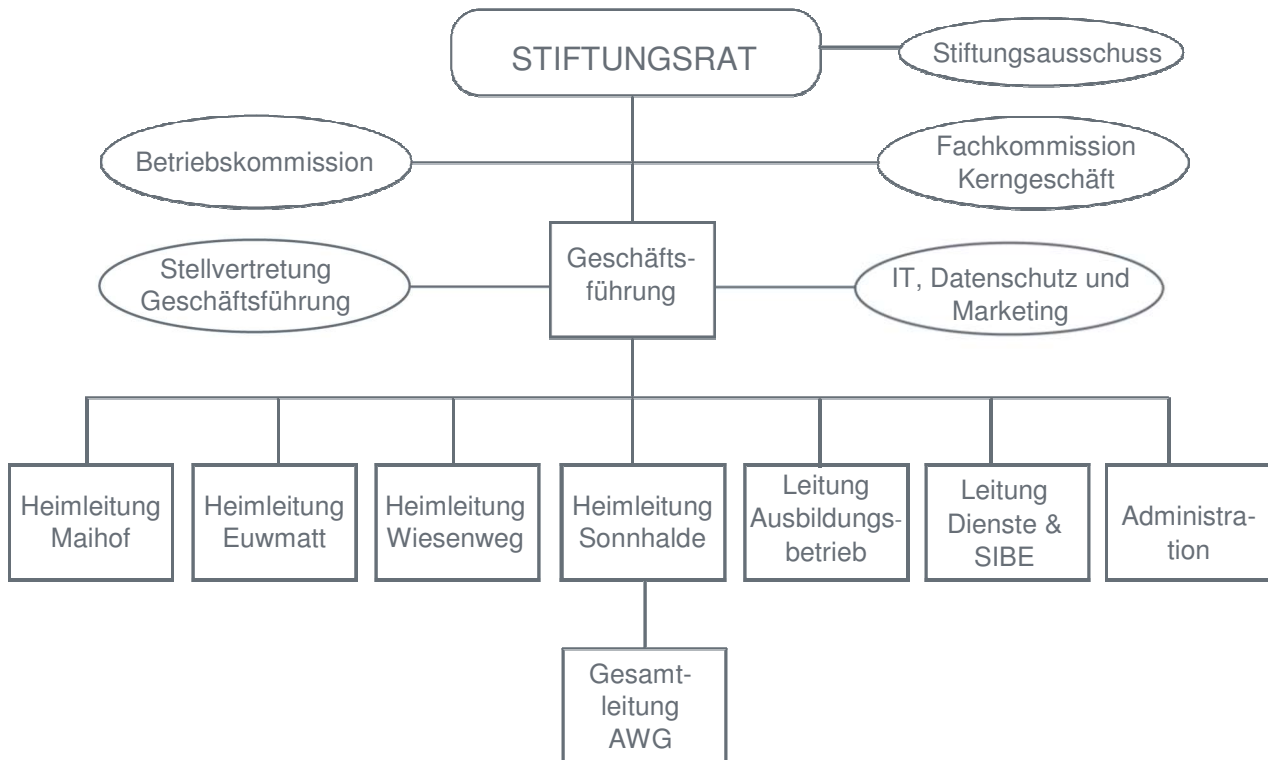 STIFTUNGSRAT
Stiftungsausschuss
Betriebskommission
Fachkommission
Kerngeschäft
Stellvertretung
Geschäftsführung
Geschäfts-
führung
IT, Datenschutz und
Marketing
Heimleitung
Maihof
Heimleitung
Euwmatt
Heimleitung
Wiesenweg
Heimleitung
Sonnhalde
Leitung
Ausbildungs-
betrieb
Leitung
Dienste &
SIBE
Administra-
tion
Gesamt-
leitung
AWG